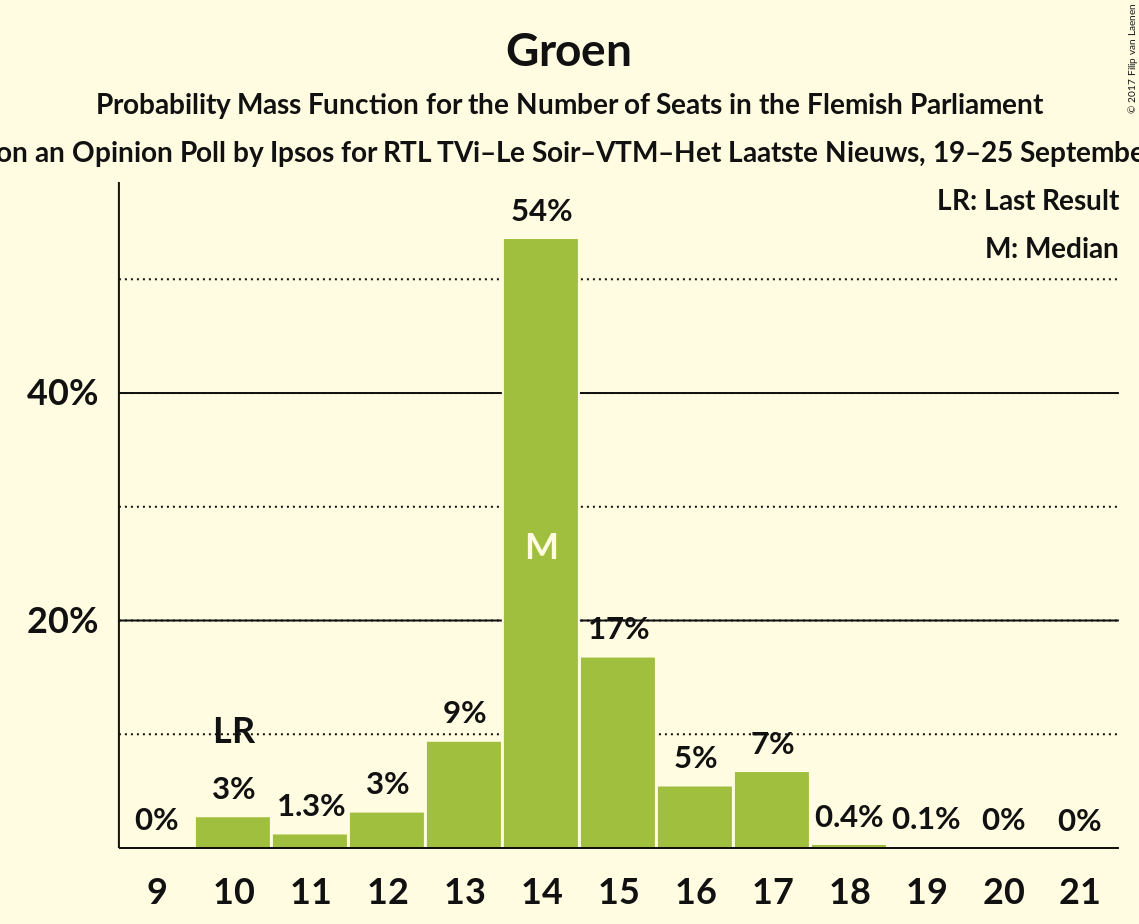 Groen
Probability Mass Function for the Number of Seats in the Flemish Parliament
on an Opinion Poll by Ipsos for RTL TVi–Le Soir–VTM–Het Laatste Nieuws, 19–25
© 2017 Filip van Laenen
LR: Last Result
M: Median
54%
40%
M
20%
17%
LR
9%
7%
5%
3%
3%
1.3%
0%
0.4%
0.1%
0%
0%
9 10 11 12 13 14 15 16 17 18 19 20 21